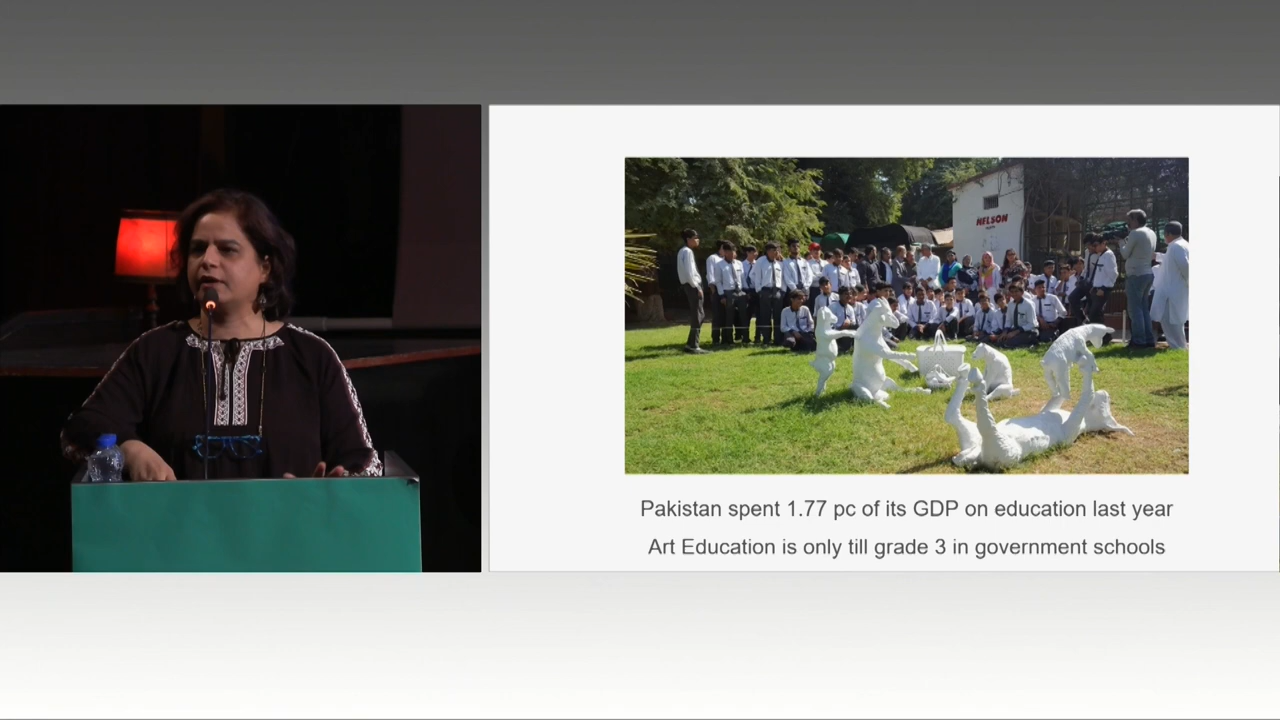 NELSON
Pakistan spent 1.77 pc of its GDP on education last year
Art Education is only till grade 3 in government schools